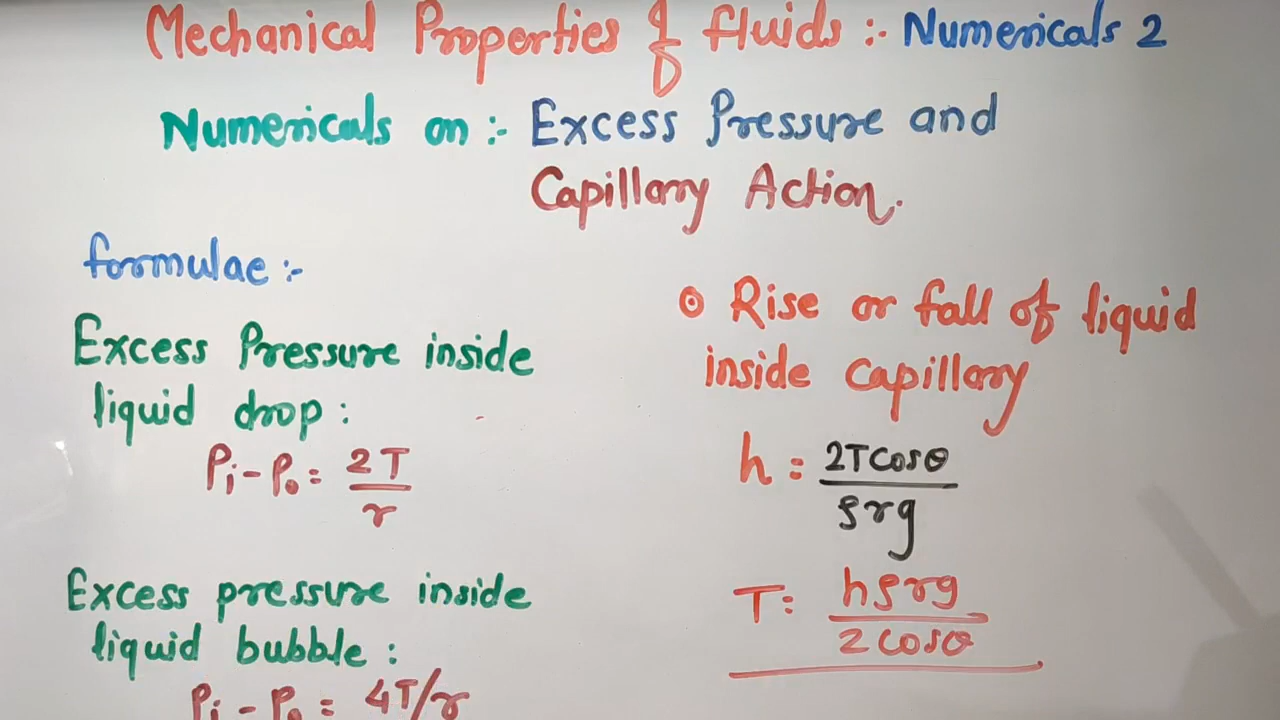 Mechanical Properties of fluids :- Numericals 2
Numericals on :- Excess Pressure and
Capillary Action.
formulae :-
Excess Pressure inside
liquid drop :
Pi - Po = 2T/r
Excess pressure inside
liquid bubble :
Pi - Po = 4T/r
⊙ Rise or fall of liquid
inside capillary
h = 2Tcosθ/ρrg
T = hρrg/2cosθ